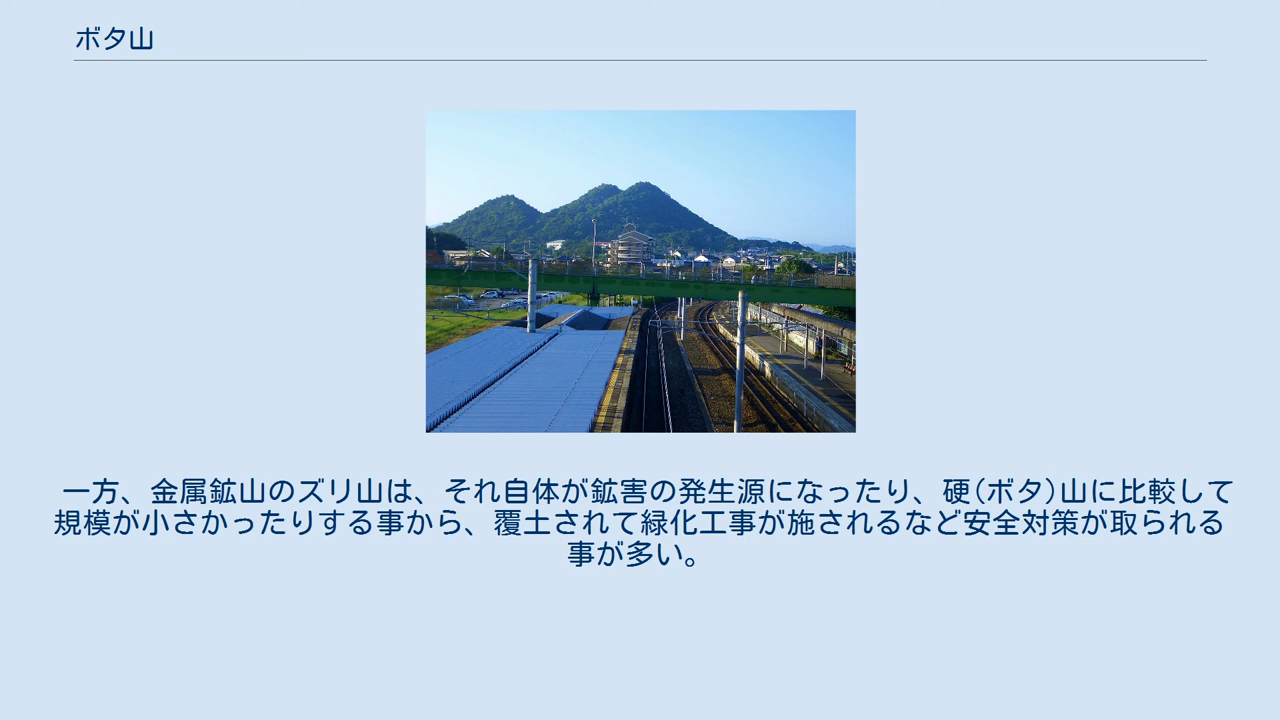 ボタ山
一方、金属鉱山のズリ山は、それ自体が鉱害の発生源になったり、硬(ボタ)山に比較して
規模が小さかったりする事から、覆土されて緑化工事が施されるなど安全対策が取られる
事が多い。